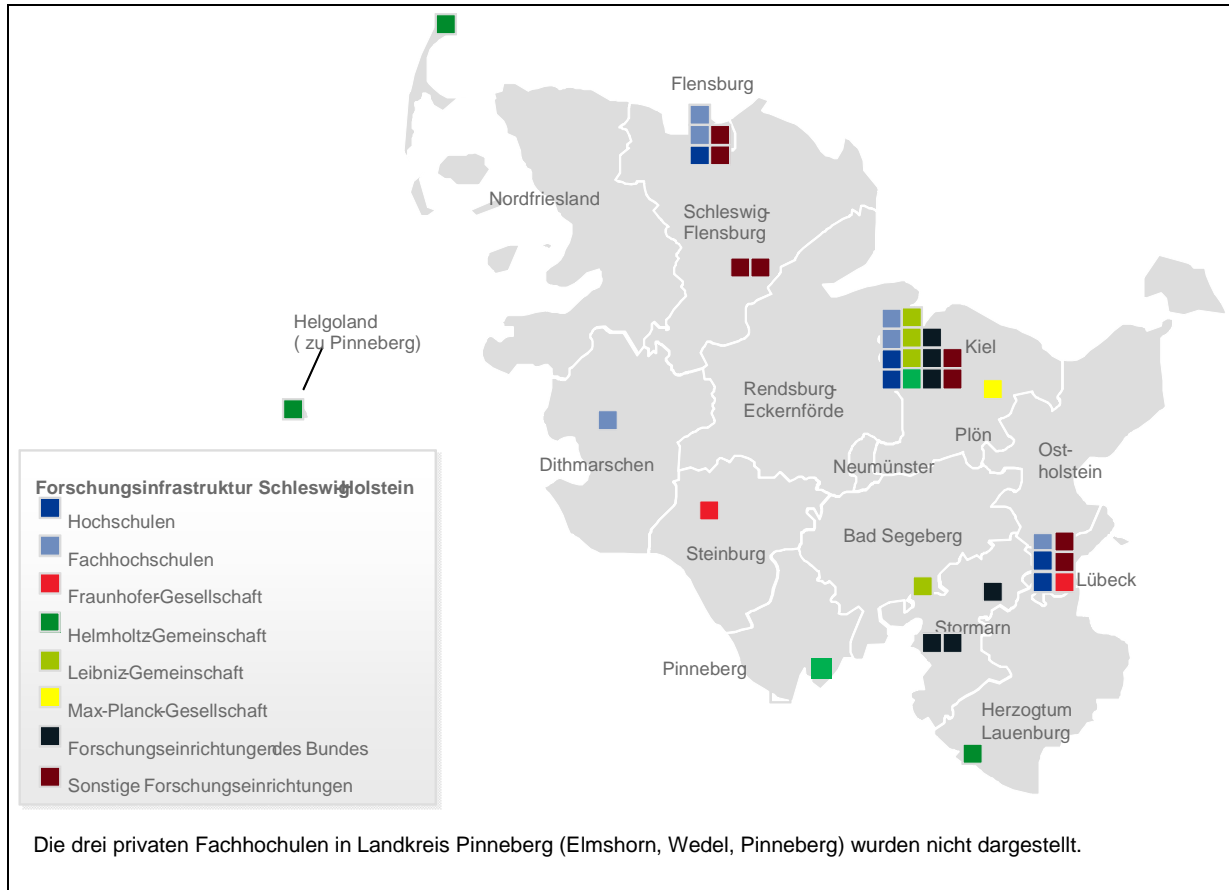 Flensburg
Nordfriesland
Schleswig-
Flensburg
Helgoland
( zu Pinneberg)
Kiel
Rendsburg-
Eckernförde
Plön
Ost-
holstein
Dithmarschen
Neumünster
Steinburg
Bad Segeberg
Lübeck
Stormarn
Pinneberg
Herzogtum
Lauenburg
Forschungsinfrastruktur Schleswig-Holstein
Hochschulen
Fachhochschulen
Fraunhofer-Gesellschaft
Helmholtz-Gemeinschaft
Leibniz-Gemeinschaft
Max-Planck-Gesellschaft
Forschungseinrichtungen des Bundes
Sonstige Forschungseinrichtungen
Die drei privaten Fachhochulen in Landkreis Pinneberg (Elmshorn, Wedel, Pinneberg) wurden nicht dargestellt.